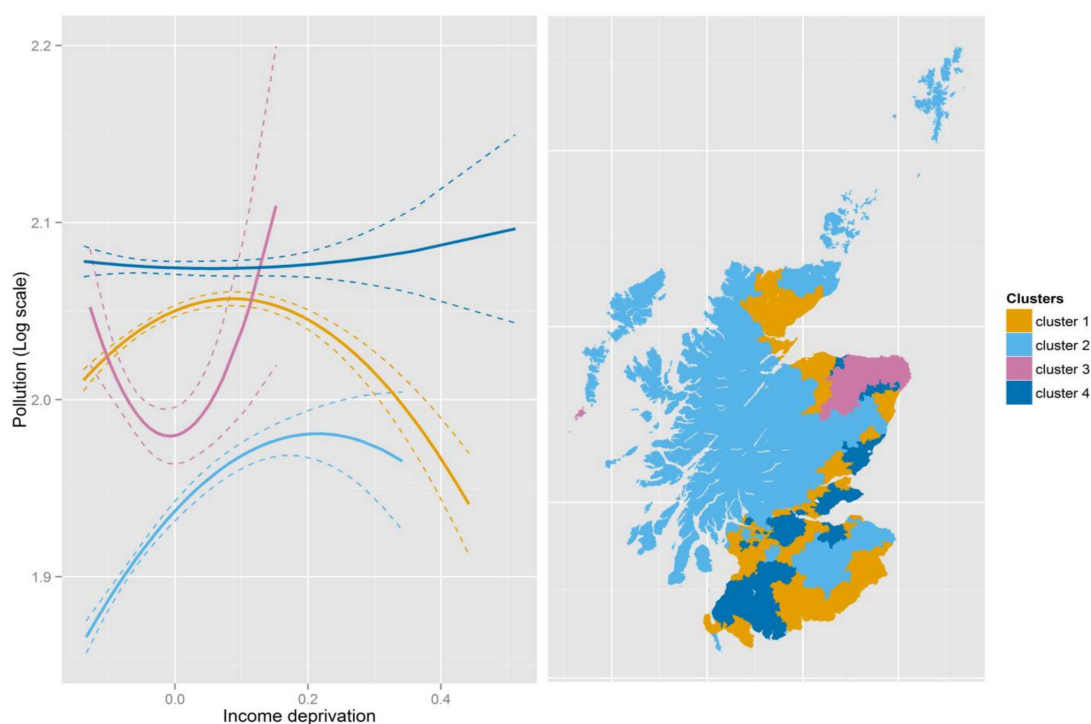 2.2
2.1
2.0
1.9
Pollution (Log scale)
0.0
0.2
0.4
Income deprivation
Clusters
cluster 1
cluster 2
cluster 3
cluster 4